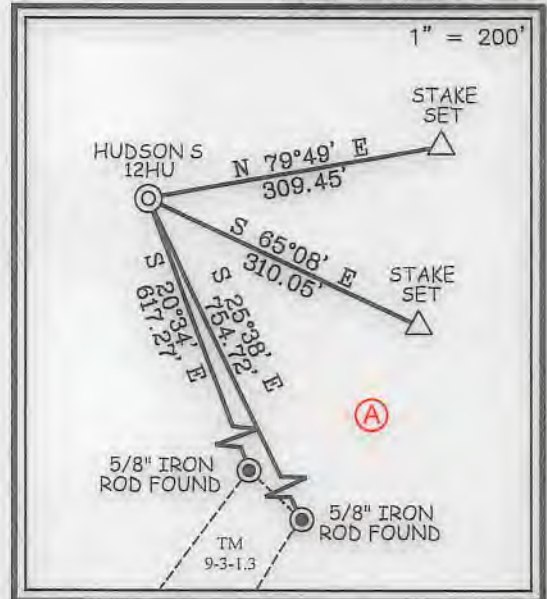 1" = 200'
STAKE
SET
HUDSON S
12HU
N 79°49' E
309.45'
S 65°08' E
310.05'
STAKE
SET
S 20°34' E
617.27'
S 25°38' E
754.72'
A
5/8" IRON
ROD FOUND
5/8" IRON
ROD FOUND
TM
9-3-1.3